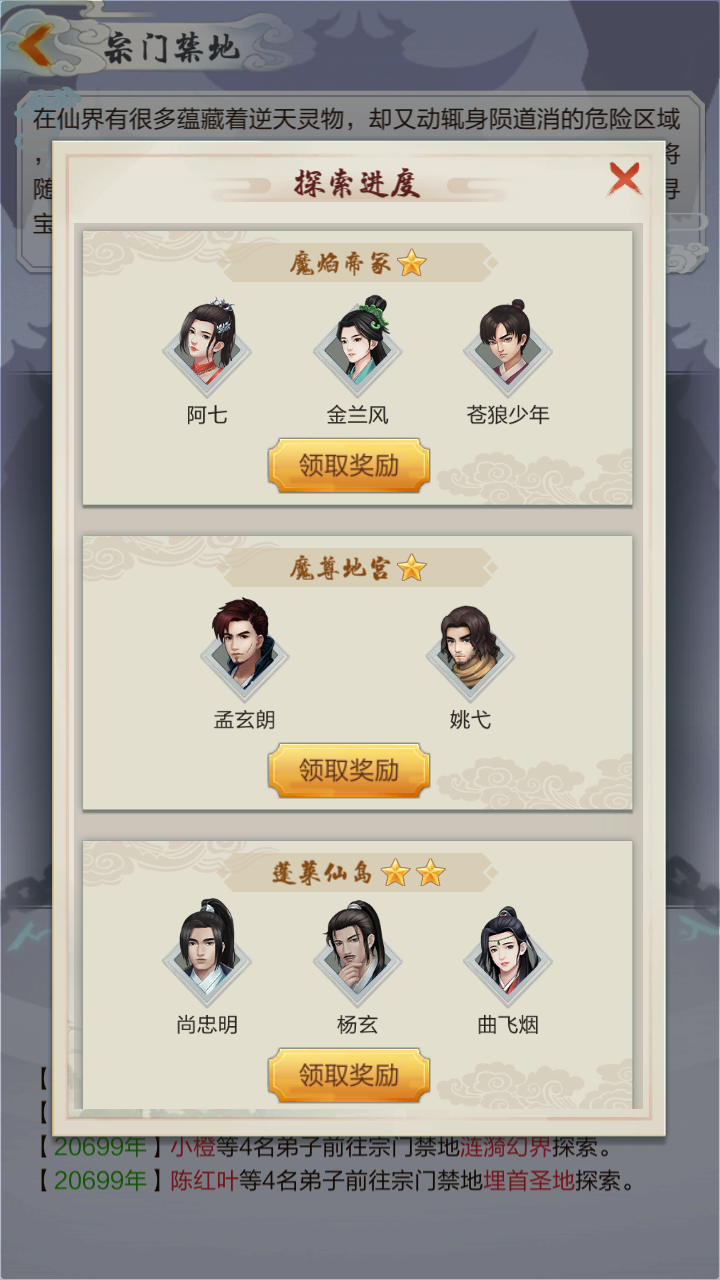 宗门禁地
在仙界有很多蕴藏着逆天灵物，却又动辄身陨道消的危险区域
，
将
随
寻
宝
探索进度
魔焰帝冢
阿七 金兰风 苍狼少年
领取奖励
魔尊地宫
孟玄朗 姚弋
领取奖励
蓬莱仙岛
尚忠明 杨玄 曲飞烟
领取奖励
【
【
【20699年】小橙等4名弟子前往宗门禁地涟漪幻界探索。
【20699年】陈红叶等4名弟子前往宗门禁地埋首圣地探索。